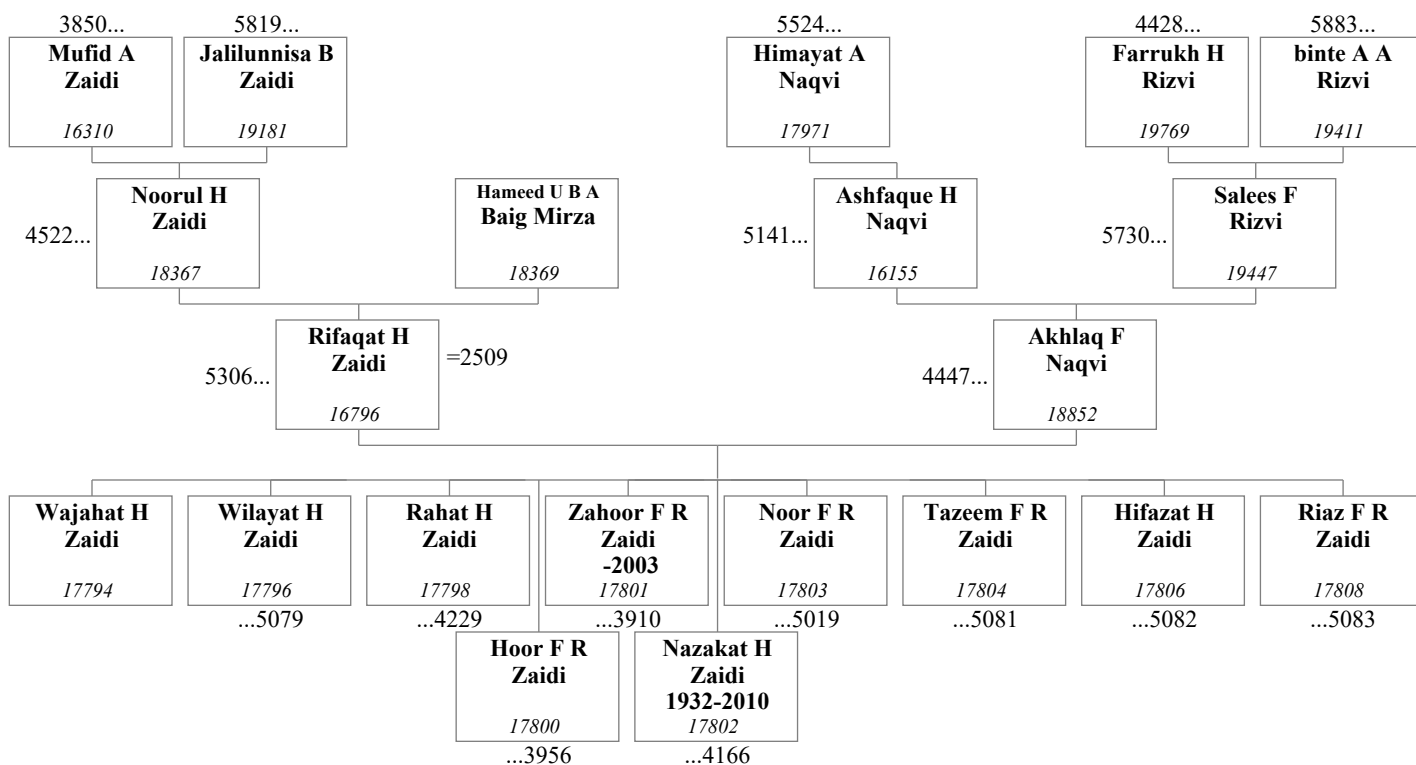 3850...
5819...
5524...
4428...
5883...
Mufid A
Zaidi
16310
Jalilunnisa B
Zaidi
19181
Himayat A
Naqvi
17971
Farrukh H
Rizvi
19769
binte A A
Rizvi
19411
4522...
Noorul H
Zaidi
18367
Hameed U B A
Baig Mirza
18369
5141...
Ashfaque H
Naqvi
16155
5730...
Salees F
Rizvi
19447
5306...
Rifaqat H
Zaidi
16796
=2509
4447...
Akhlaq F
Naqvi
18852
Wajahat H
Zaidi
17794
Wilayat H
Zaidi
17796
...5079
Rahat H
Zaidi
17798
...4229
Zahoor F R
Zaidi
-2003
17801
...3910
Noor F R
Zaidi
17803
...5019
Tazeem F R
Zaidi
17804
...5081
Hifazat H
Zaidi
17806
...5082
Riaz F R
Zaidi
17808
...5083
Hoor F R
Zaidi
17800
...3956
Nazakat H
Zaidi
1932-2010
17802
...4166